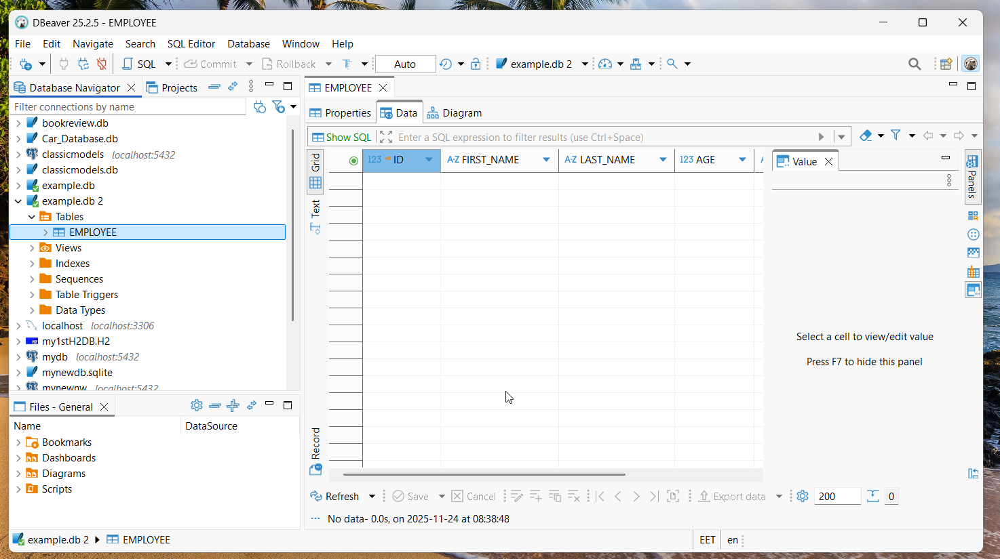 DBeaver 25.2.5 - EMPLOYEE
File Edit Navigate Search SQL Editor Database Window Help
SQL Commit Rollback Auto example.db 2
Database Navigator Projects
Filter connections by name
bookreview.db
Car_Database.db
classicmodels localhost:5432
classicmodels.db
example.db
example.db 2
Tables
EMPLOYEE
Views
Indexes
Sequences
Table Triggers
Data Types
localhost localhost:3306
my1stH2DB.H2
mydb localhost:5432
mynewdb.sqlite
mynewnw localhost:5432
Files - General
Name DataSource
Bookmarks
Dashboards
Diagrams
Scripts
EMPLOYEE
Properties Data Diagram
Show SQL Enter a SQL expression to filter results (use Ctrl+Space)
Grid
Text
Record
123 ID A-Z FIRST_NAME A-Z LAST_NAME 123 AGE
Value
Panels
Select a cell to view/edit value
Press F7 to hide this panel
Refresh Save Cancel Export data 200 0
No data- 0.0s, on 2025-11-24 at 08:38:48
example.db 2 EMPLOYEE EET en